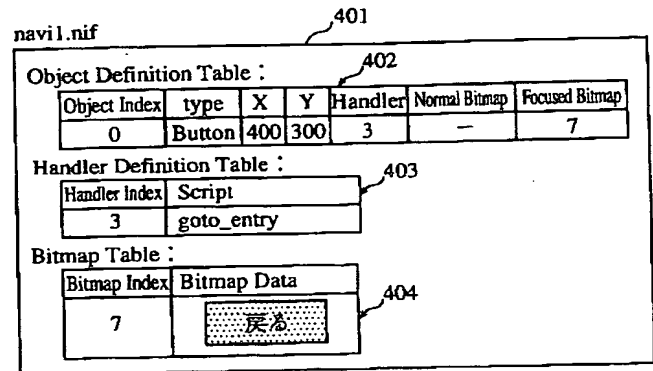 401
navi1.nif
402
Object Definition Table :
Object Index type X Y Handler Normal Bitmap Focused Bitmap
0 Button 400 300 3 — 7
Handler Definition Table :
403
Handler Index Script
3 goto_entry
Bitmap Table :
Bitmap Index Bitmap Data
404
7 戻る